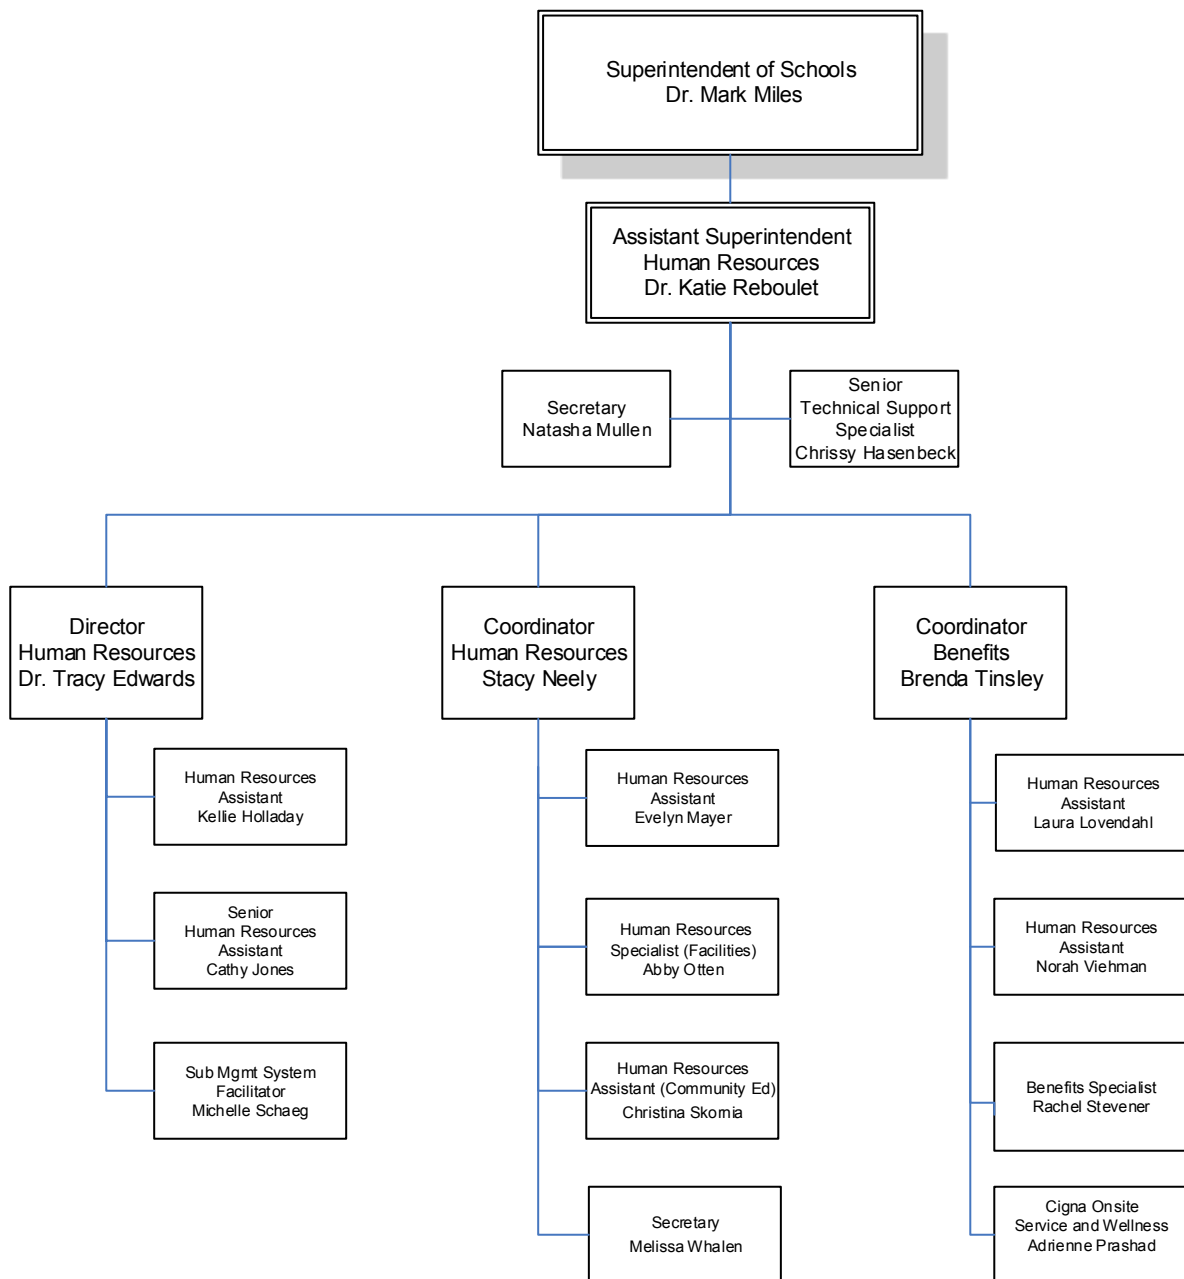 Superintendent of Schools
Dr. Mark Miles
Assistant Superintendent
Human Resources
Dr. Katie Reboulet
Secretary
Natasha Mullen
Senior
Technical Support
Specialist
Chrissy Hasenbeck
Director
Human Resources
Dr. Tracy Edwards
Human Resources
Assistant
Kellie Holladay
Senior
Human Resources
Assistant
Cathy Jones
Sub Mgmt System
Facilitator
Michelle Schaeg
Coordinator
Human Resources
Stacy Neely
Human Resources
Assistant
Evelyn Mayer
Human Resources
Specialist (Facilities)
Abby Otten
Human Resources
Assistant (Community Ed)
Christina Skornia
Secretary
Melissa Whalen
Coordinator
Benefits
Brenda Tinsley
Human Resources
Assistant
Laura Lovendahl
Human Resources
Assistant
Norah Viehman
Benefits Specialist
Rachel Stevener
Cigna Onsite
Service and Wellness
Adrienne Prashad